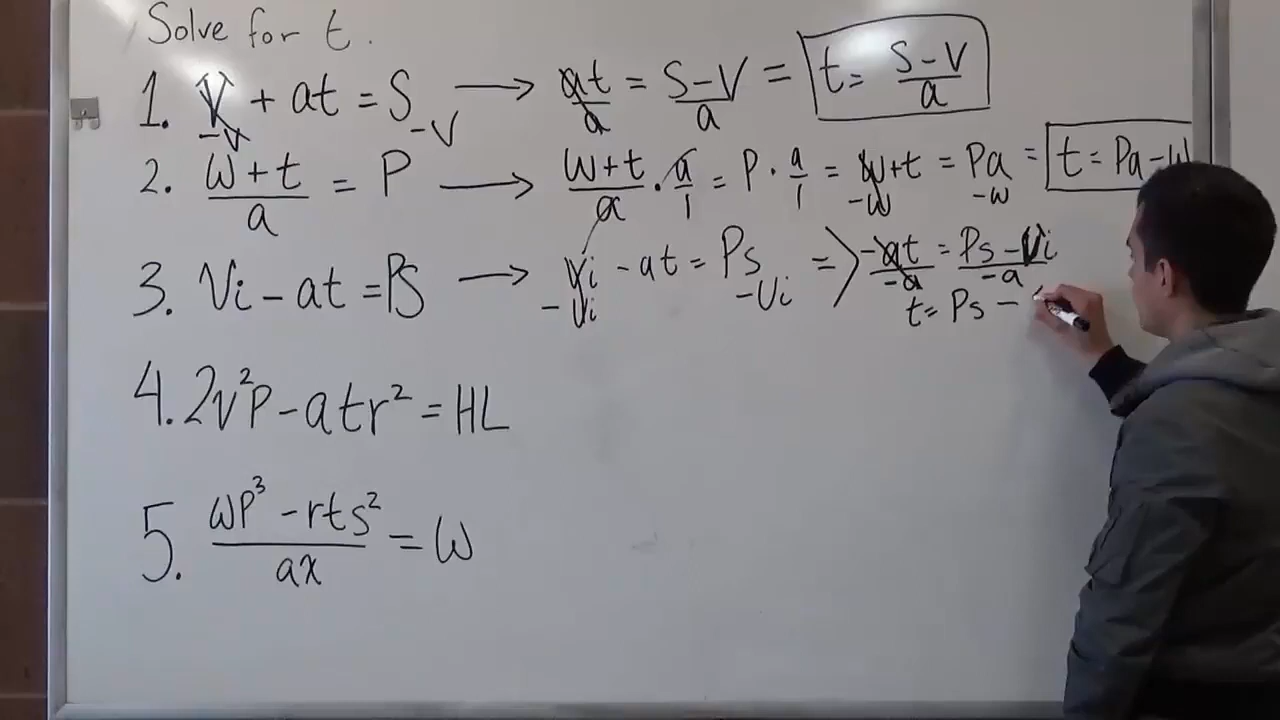 Solve for t.
1. V + at = S → at = S-V = t = S-V
-V -V a a a
2. W+t = P → W+t . a = P . a = W+t = Pa = t = Pa-W
a a 1 1 -W -W
3. Vi - at = Ps → Vi - at = Ps => -at = Ps - Vi
-Vi -Vi -a -a
t = Ps -
4. 2v²P - atr² = HL
5. WP³ - rts² = W
ax